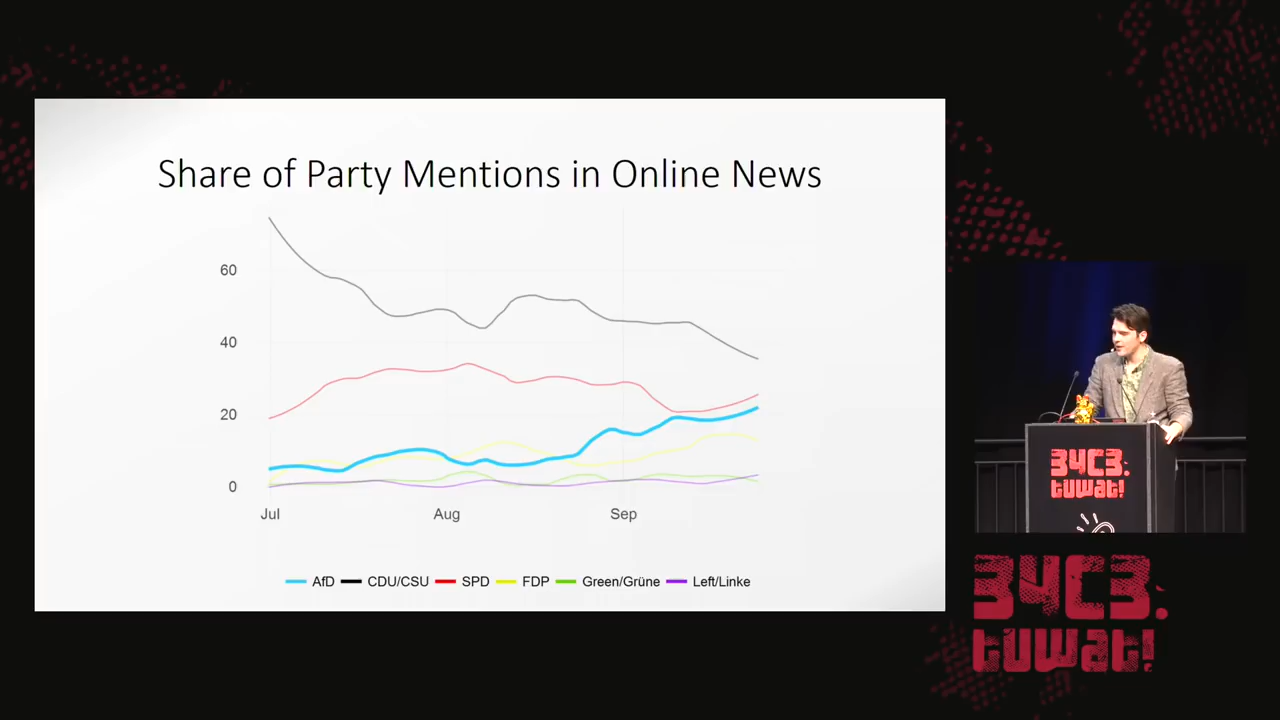 Share of Party Mentions in Online News
60
40
20
0
Jul Aug Sep
AfD CDU/CSU SPD FDP Green/Grüne Left/Linke
34C3.
tuwat!
34C3.
tuwat!